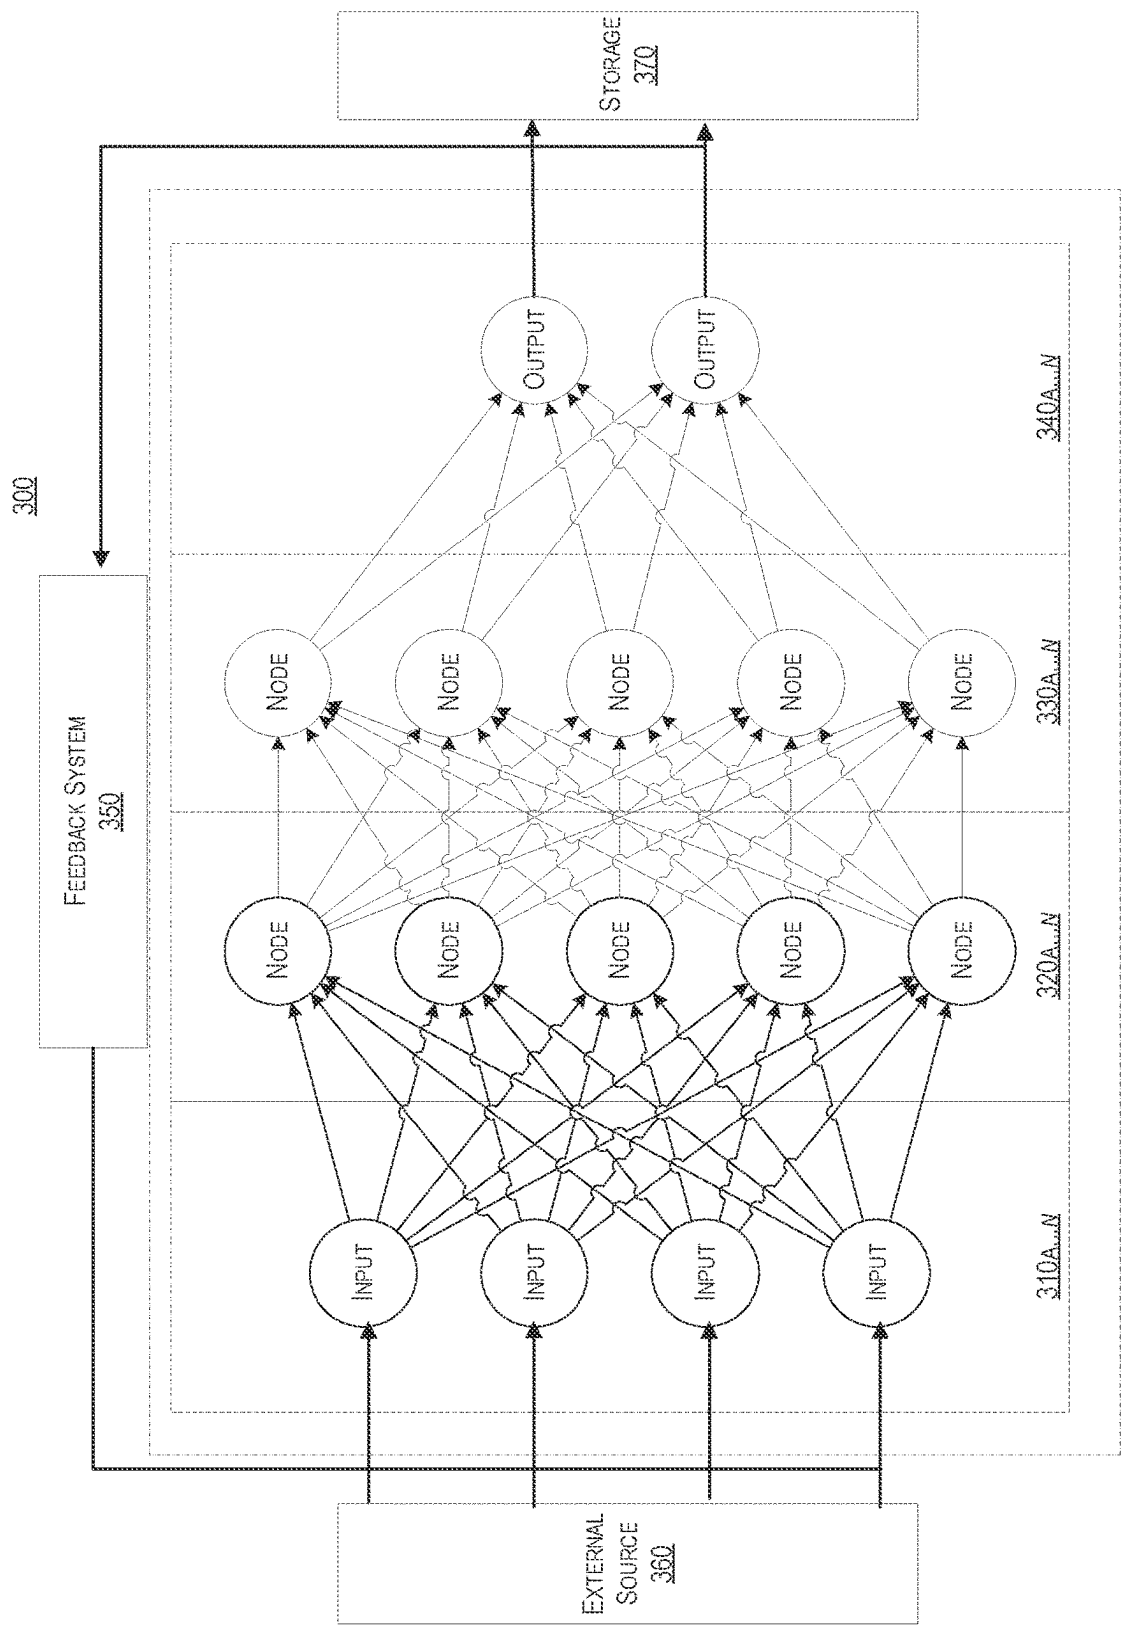 300
FEEDBACK SYSTEM
350
EXTERNAL
SOURCE
360
INPUT
INPUT
INPUT
INPUT
310A...N
NODE
NODE
NODE
NODE
NODE
320A...N
NODE
NODE
NODE
NODE
NODE
330A...N
OUTPUT
OUTPUT
340A...N
STORAGE
370